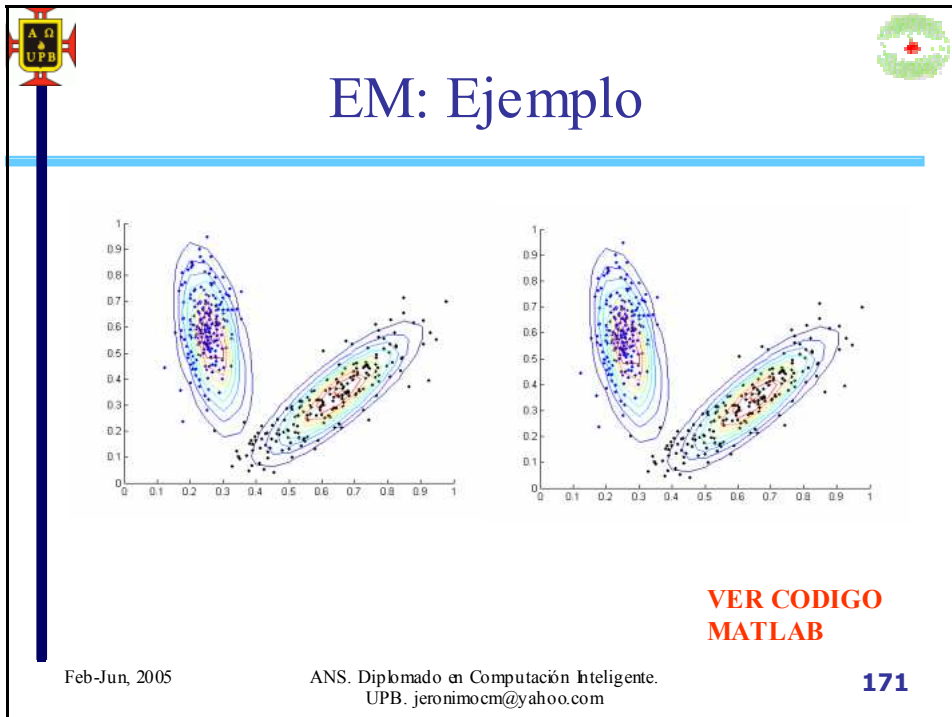 Α Ω
UPB
EM: Ejemplo
1
0.9
0.8
0.7
0.6
0.5
0.4
0.3
0.2
0.1
0
0 0.1 0.2 0.3 0.4 0.5 0.6 0.7 0.8 0.9 1
1
0.9
0.8
0.7
0.6
0.5
0.4
0.3
0.2
0.1
0
0 0.1 0.2 0.3 0.4 0.5 0.6 0.7 0.8 0.9 1
VER CODIGO
MATLAB
Feb-Jun, 2005
ANS. Diplomado en Computación Inteligente.
UPB. jeronimocm@yahoo.com
171